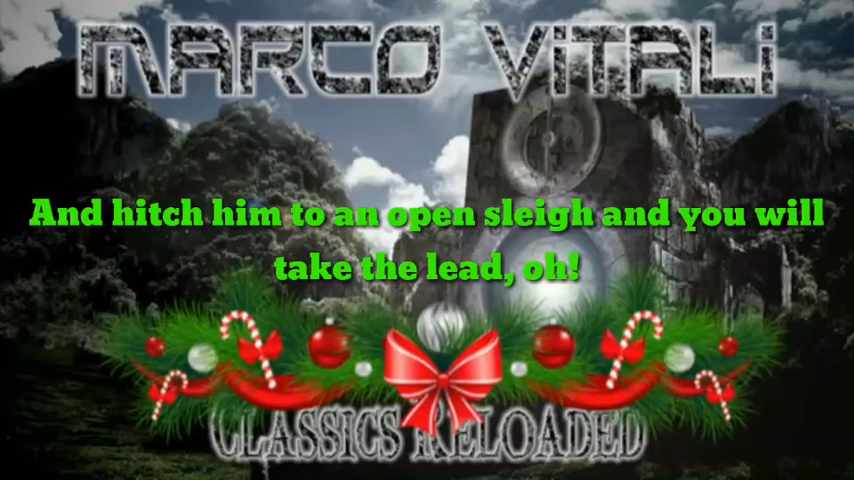 MARCO ViTALi
And hitch him to an open sleigh and you will
take the lead, oh!
CLASSICS RELOADED